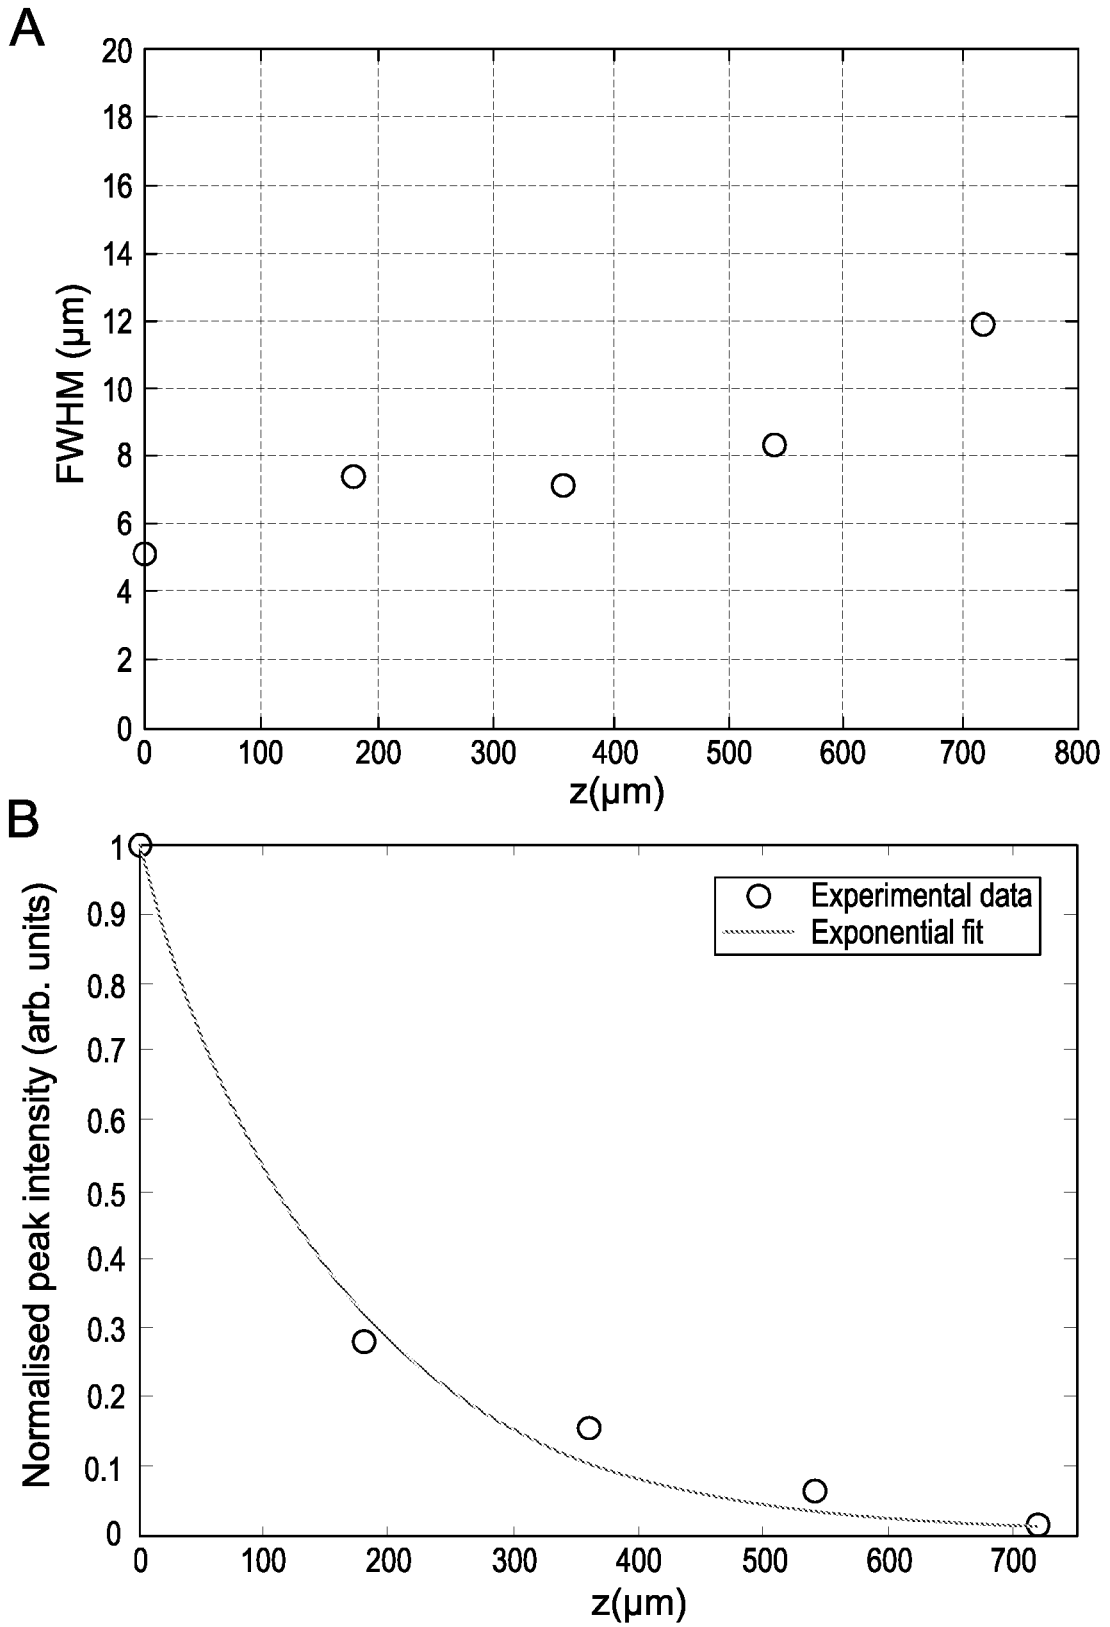 A
20
18
16
14
12
10
8
6
4
2
0
FWHM (µm)
0 100 200 300 400 500 600 700 800
z(µm)
B
1
0.9
0.8
0.7
0.6
0.5
0.4
0.3
0.2
0.1
0
Normalised peak intensity (arb. units)
Experimental data
Exponential fit
0 100 200 300 400 500 600 700
z(µm)